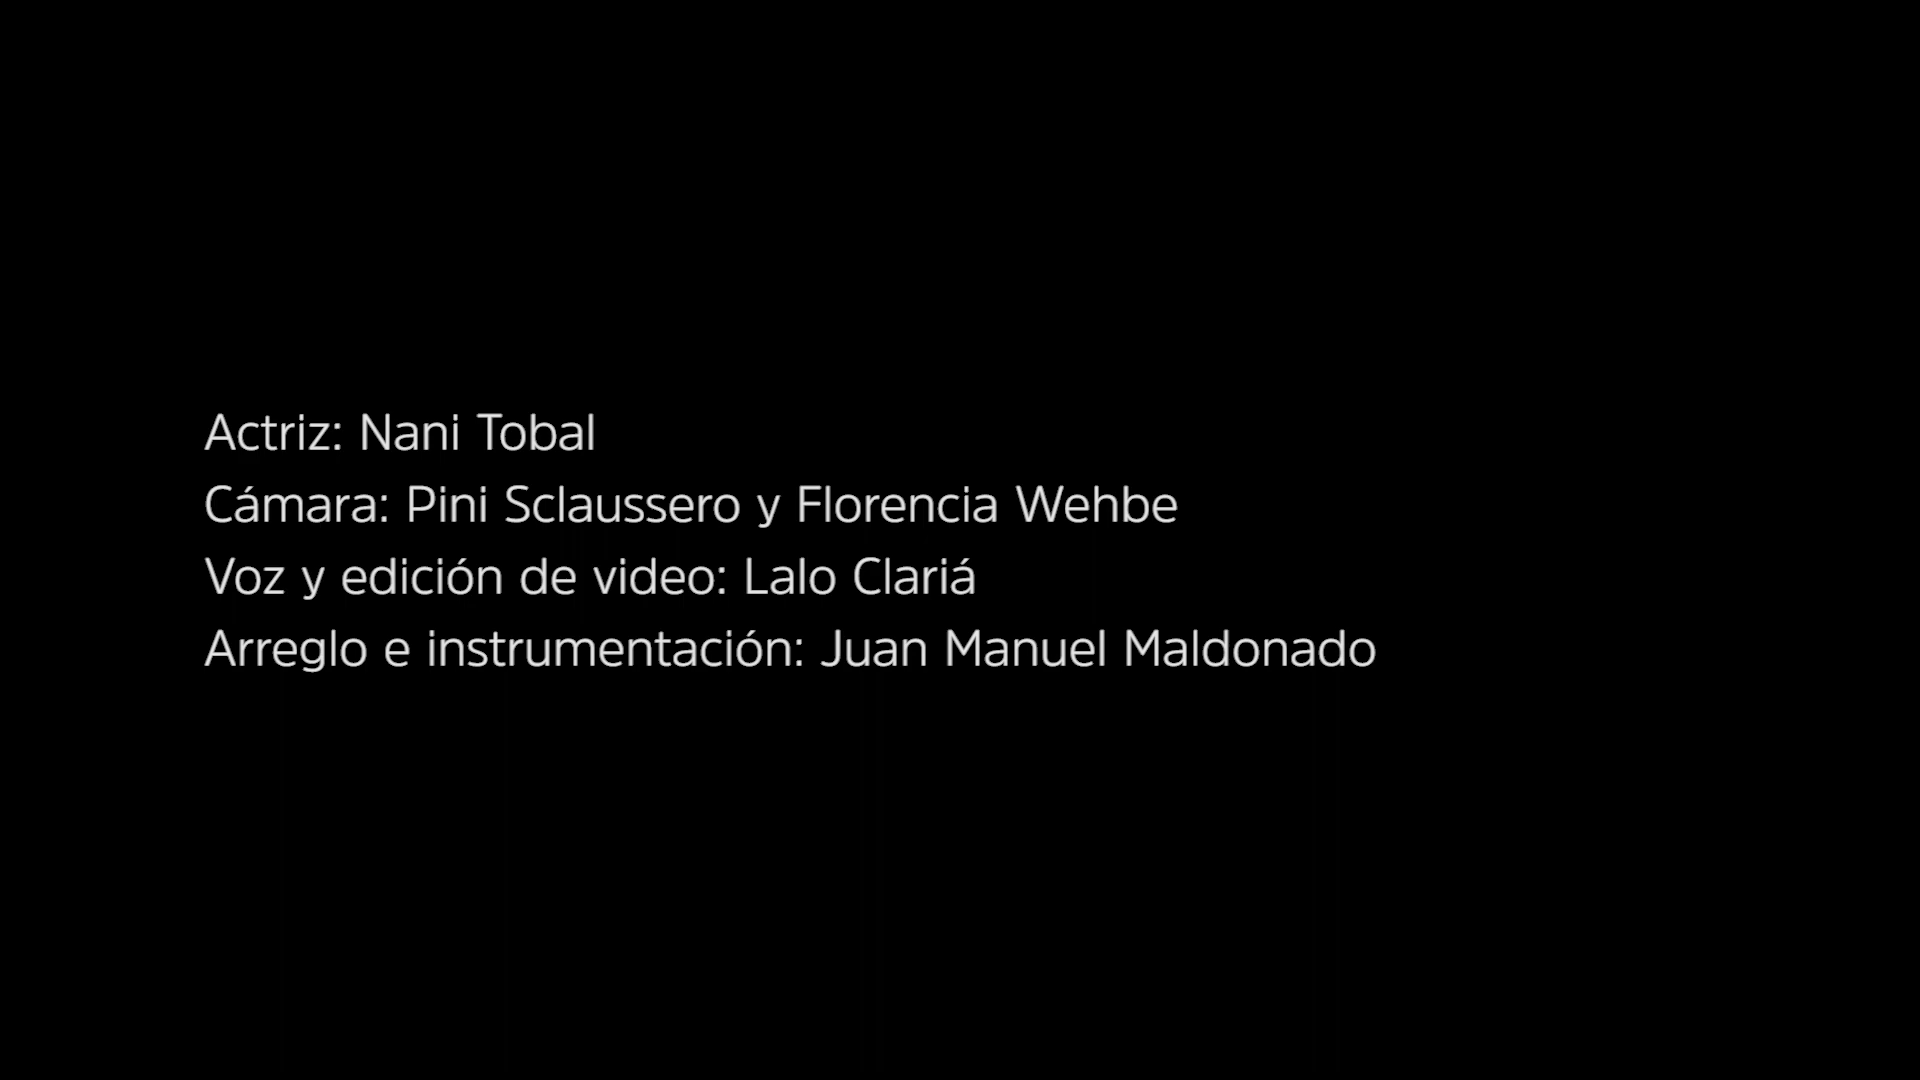 Actriz: Nani Tobal
Cámara: Pini Sclaussero y Florencia Wehbe
Voz y edición de video: Lalo Clariá
Arreglo e instrumentación: Juan Manuel Maldonado